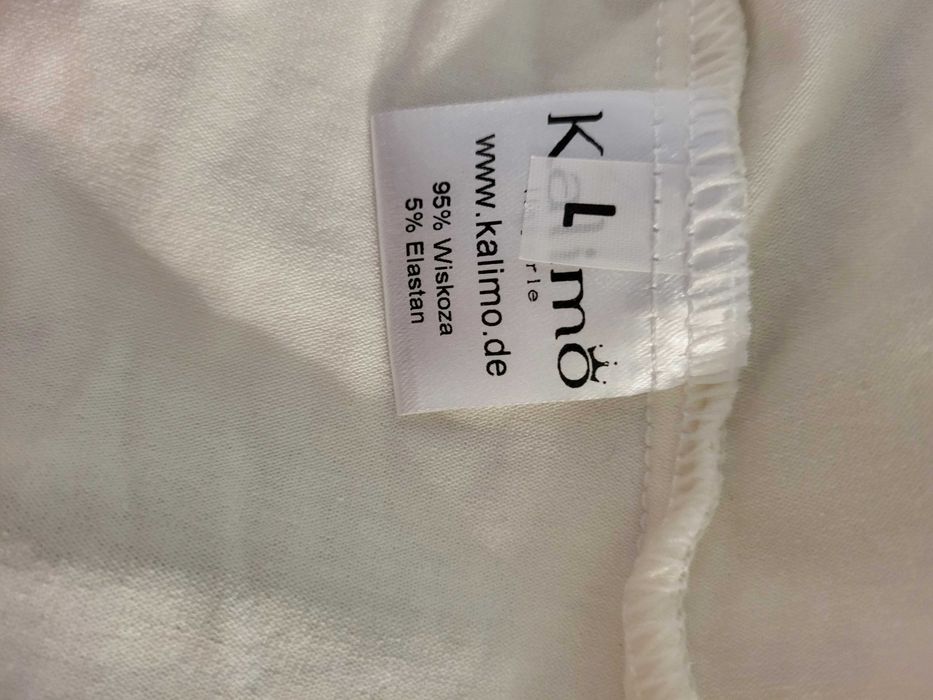 Kalimo
L
www.kalimo.de
95% Wiskoza
5% Elastan